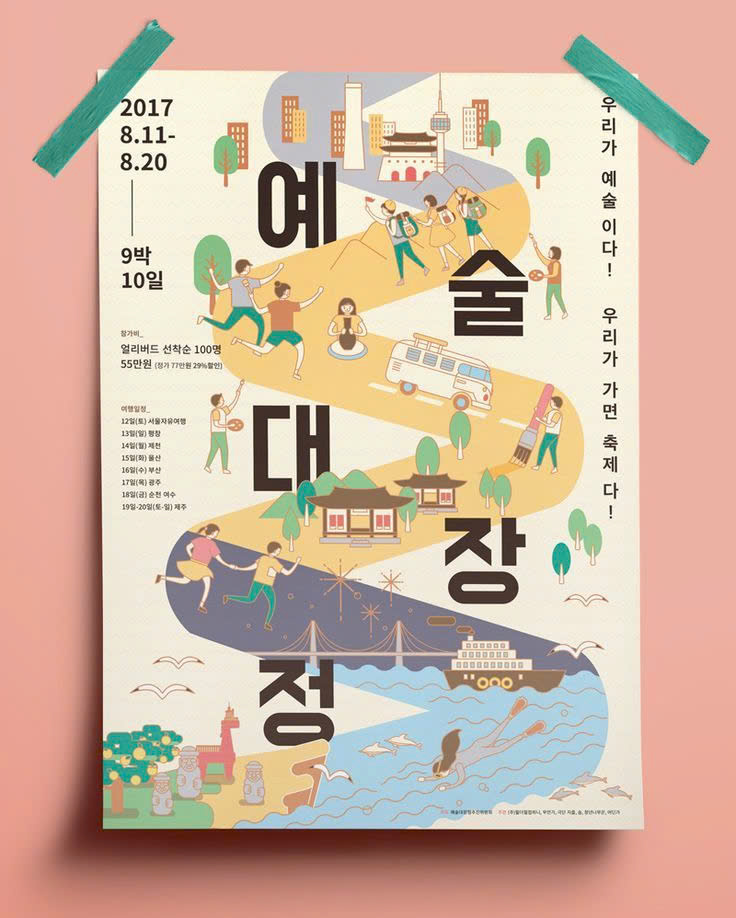 2017
8.11-
8.20
9박
10일
참가비_
얼리버드 선착순 100명
55만원 (정가 77만원 29%할인)
여행일정_
12일(토) 서울자유여행
13일(일) 평창
14일(월) 제천
15일(화) 울산
16일(수) 부산
17일(목) 광주
18일(금) 순천 여수
19일-20일(토-일) 제주
예
술
대
장
정
우리가 예술이다! 우리가 가면 축제다!